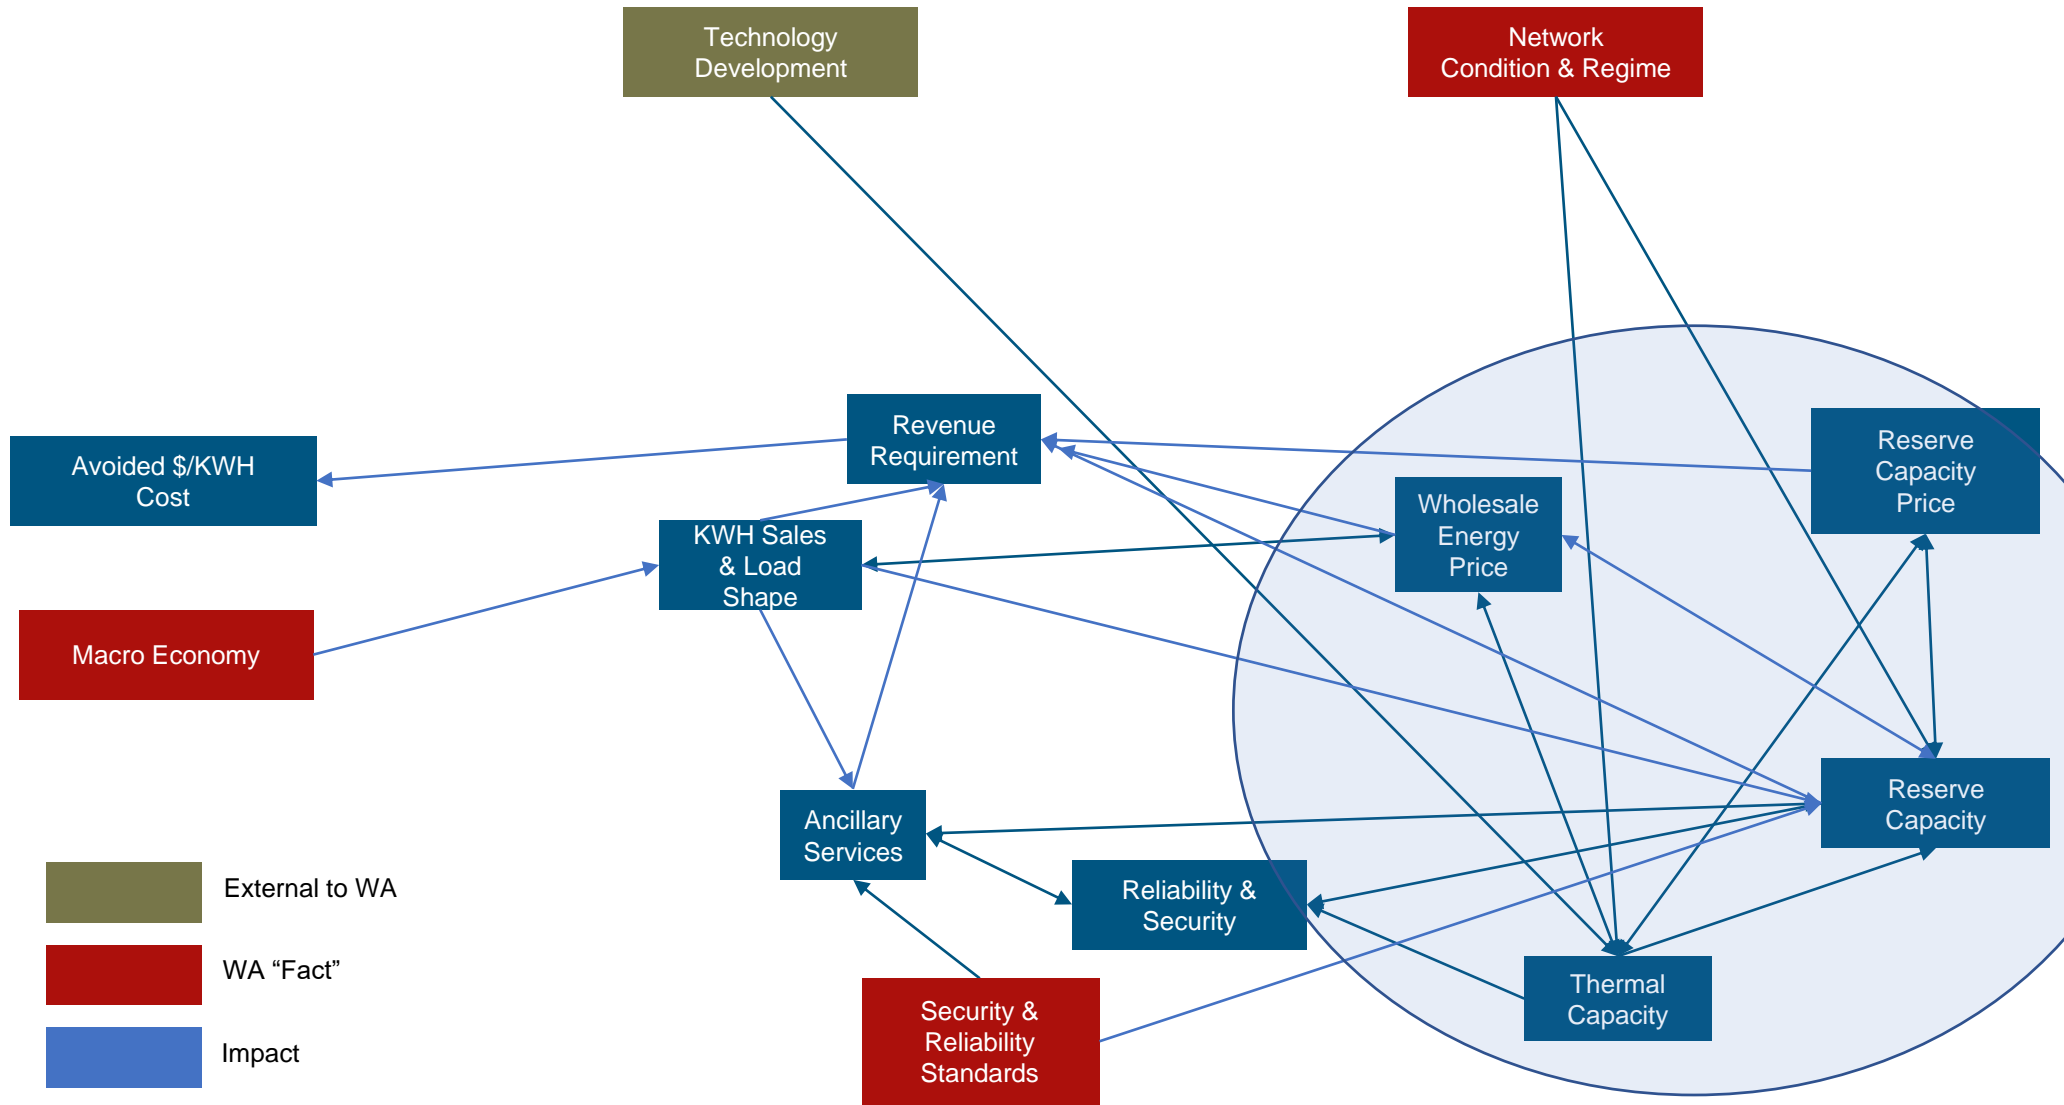 Technology
Development
Network
Condition & Regime
Revenue
Requirement
Reserve
Capacity
Price
Avoided $/KWH
Cost
Wholesale
Energy
Price
KWH Sales
& Load
Shape
Macro Economy
Reserve
Capacity
Ancillary
Services
Reliability &
Security
External to WA
WA “Fact”
Security &
Reliability
Standards
Thermal
Capacity
Impact